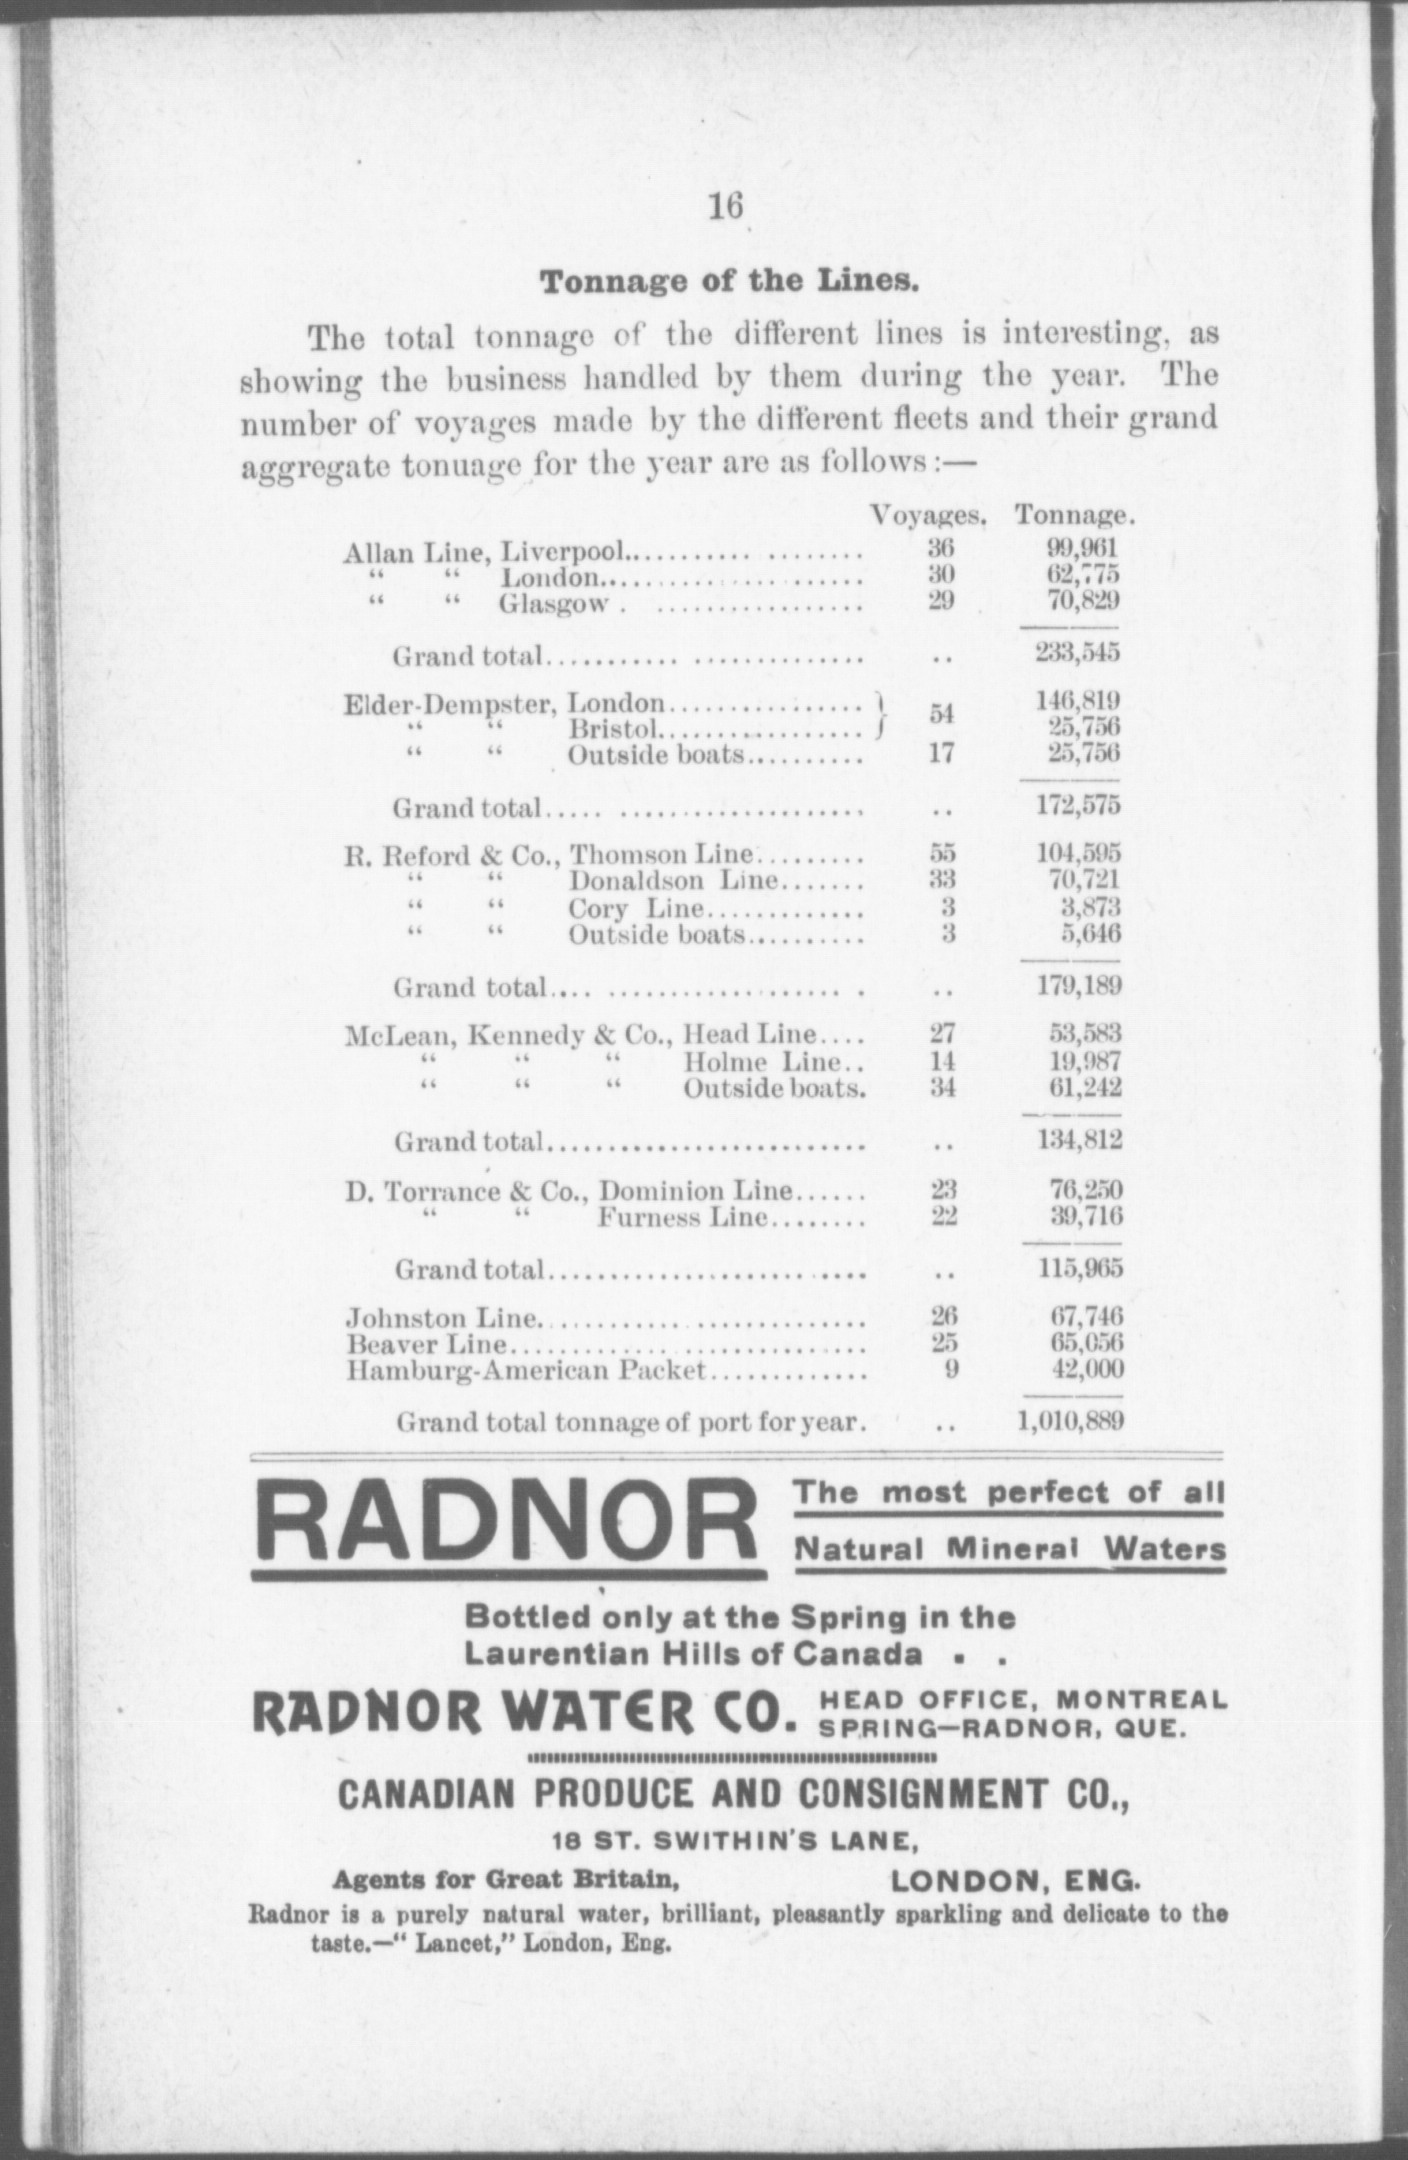 16
Tonnage of the Lines.
The total tonnage of the different lines is interesting, as
showing the business handled by them during the year. The
number of voyages made by the different fleets and their grand
aggregate tonuage for the year are as follows :—
Voyages. Tonnage.
Allan Line, Liverpool........... ........ 36 99,961
“ “ London...................... 30 62,775
“ “ Glasgow . ................. 29 70,829
Grand total........... .............. .. 233,545
Elder-Dempster, London................ } 54 146,819
“ “ Bristol................. } 25,756
“ “ Outside boats.......... 17 25,756
Grand total..... .................... .. 172,575
R. Reford & Co., Thomson Line.......... 55 104,595
“ “ Donaldson Line....... 33 70,721
“ “ Cory Line............. 3 3,873
“ “ Outside boats.......... 3 5,646
Grand total.... ................... . .. 179,189
McLean, Kennedy & Co., Head Line.... 27 53,583
“ “ “ Holme Line.. 14 19,987
“ “ “ Outside boats. 34 61,242
Grand total.......................... .. 134,812
D. Torrance & Co., Dominion Line...... 23 76,250
“ “ Furness Line........ 22 39,716
Grand total.......................... .. 115,965
Johnston Line............ .............. 26 67,746
Beaver Line............. ............... 25 65,056
Hamburg-American Packet............. 9 42,000
Grand total tonnage of port for year. .. 1,010,889
RADNOR The most perfect of all
Natural Mineral Waters
Bottled only at the Spring in the
Laurentian Hills of Canada . .
RADNOR WATER CO. HEAD OFFICE, MONTREAL
SPRING—RADNOR, QUE.
CANADIAN PRODUCE AND CONSIGNMENT CO.,
18 ST. SWITHIN'S LANE,
Agents for Great Britain, LONDON, ENG.
Radnor is a purely natural water, brilliant, pleasantly sparkling and delicate to the
taste.—“ Lancet,” London, Eng.